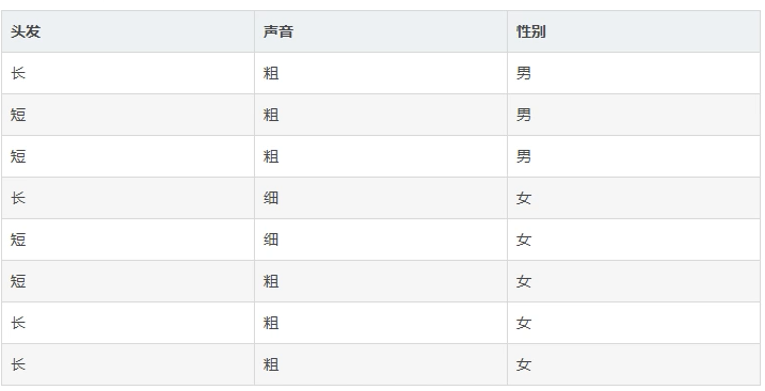 头发 声音 性别
长 粗 男
短 粗 男
短 粗 男
长 细 女
短 细 女
短 粗 女
长 粗 女
长 粗 女